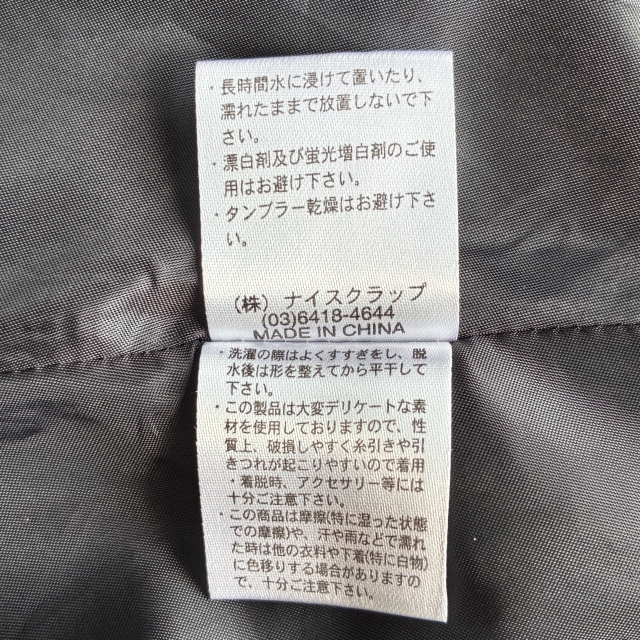 ・長時間水に浸けて置いたり、
濡れたままで放置しないで下
さい。
・漂白剤及び蛍光増白剤のご使
用はお避け下さい。
・タンブラー乾燥はお避け下さ
い。
(株) ナイスクラップ
(03)6418-4644
MADE IN CHINA
・洗濯の際はよくすすぎをし、脱
水後は形を整えてから平干して
下さい。
・この製品は大変デリケートな素
材を使用しておりますので、性
質上、破損しやすく糸引きや引
きつれが起こりやすいので着用
・着脱時、アクセサリー等には
十分ご注意下さい。
・この商品は摩擦(特に湿った状態
での摩擦)や、汗や雨などで濡れ
た時は他の衣料や下着(特に白物)
に色移りする場合がありますの
で、十分ご注意下さい。